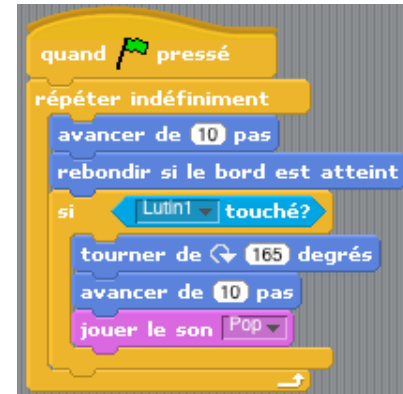 quand pressé
répéter indéfiniment
avancer de 10 pas
rebondir si le bord est atteint
si Lutin1 touché?
tourner de 165 degrés
avancer de 10 pas
jouer le son Pop